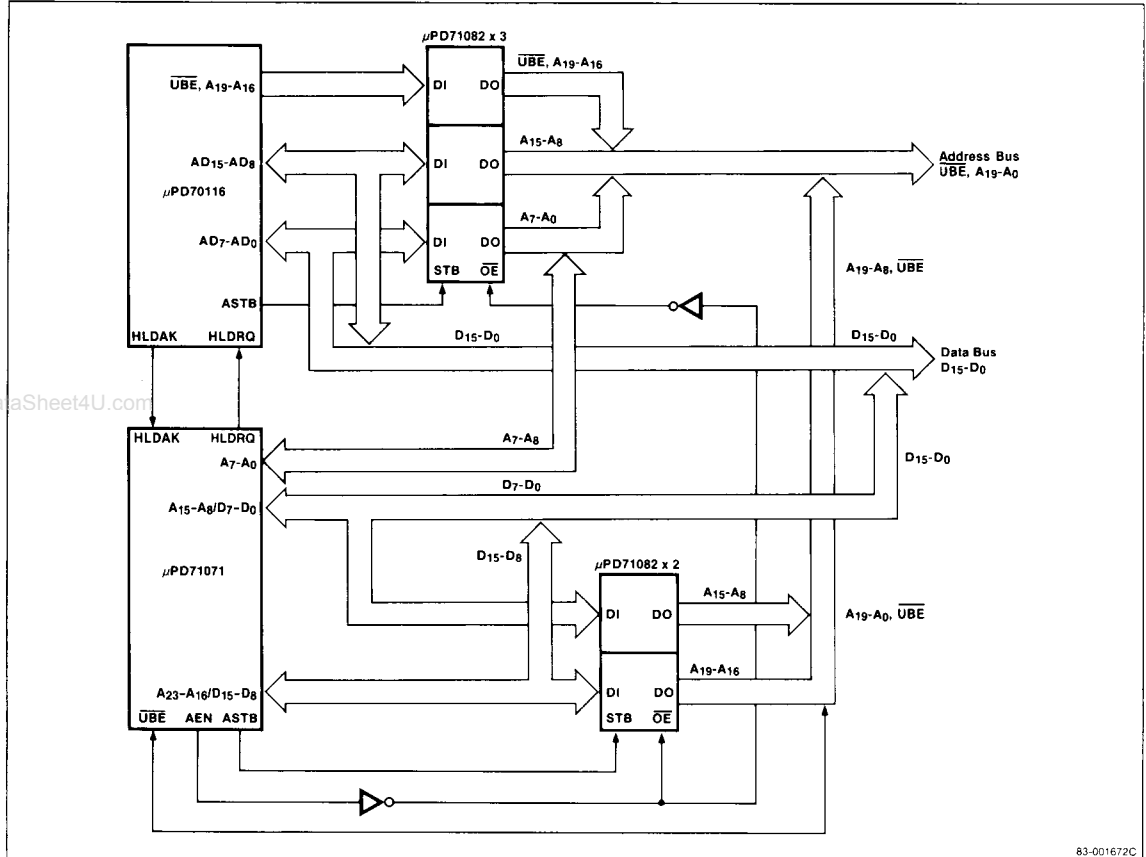 µPD71082 x 3
UBE, A19-A16
DI DO
UBE, A19-A16
AD15-AD8
DI DO
A15-A8
Address Bus
UBE, A19-A0
µPD70116
AD7-AD0
DI DO
A7-A0
STB OE
A19-A8, UBE
ASTB
HLDAK HLDRQ
D15-D0
D15-D0
Data Bus
D15-D0
ataSheet4U.com
HLDAK HLDRQ
A7-A0
A7-A8
D15-D0
A15-A8/D7-D0
D7-D0
µPD71071
D15-D8
µPD71082 x 2
DI DO
A15-A8
A19-A0, UBE
A23-A16/D15-D8
DI DO
A19-A16
STB OE
UBE AEN ASTB
83-001672C